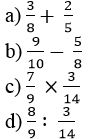 a) 3/8 + 2/5
b) 9/10 − 5/8
c) 7/9 × 3/14
d) 9/8 : 3/14